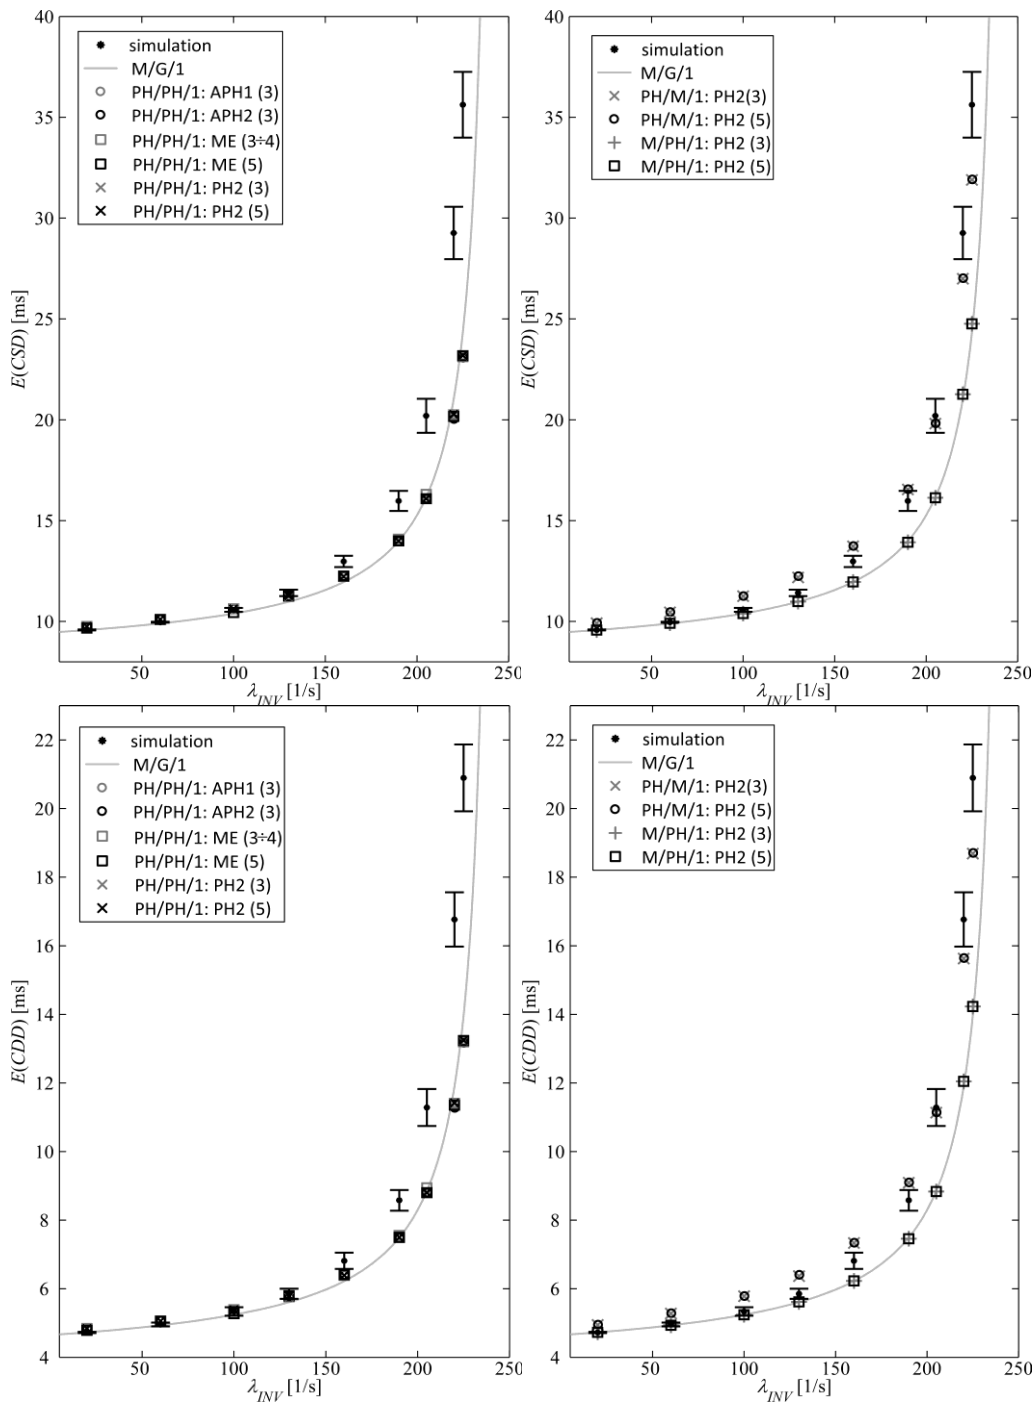 40
35
30
25
20
15
10
E(CSD) [ms]
simulation
M/G/1
PH/PH/1: APH1 (3)
PH/PH/1: APH2 (3)
PH/PH/1: ME (3÷4)
PH/PH/1: ME (5)
PH/PH/1: PH2 (3)
PH/PH/1: PH2 (5)
50
100
150
200
250
λINV [1/s]
40
35
30
25
20
15
10
E(CSD) [ms]
simulation
M/G/1
PH/M/1: PH2(3)
PH/M/1: PH2 (5)
M/PH/1: PH2 (3)
M/PH/1: PH2 (5)
50
100
150
200
250
λINV [1/s]
22
20
18
16
14
12
10
8
6
4
E(CDD) [ms]
simulation
M/G/1
PH/PH/1: APH1 (3)
PH/PH/1: APH2 (3)
PH/PH/1: ME (3÷4)
PH/PH/1: ME (5)
PH/PH/1: PH2 (3)
PH/PH/1: PH2 (5)
50
100
150
200
250
λINV [1/s]
22
20
18
16
14
12
10
8
6
4
E(CDD) [ms]
simulation
M/G/1
PH/M/1: PH2(3)
PH/M/1: PH2 (5)
M/PH/1: PH2 (3)
M/PH/1: PH2 (5)
50
100
150
200
250
λINV [1/s]